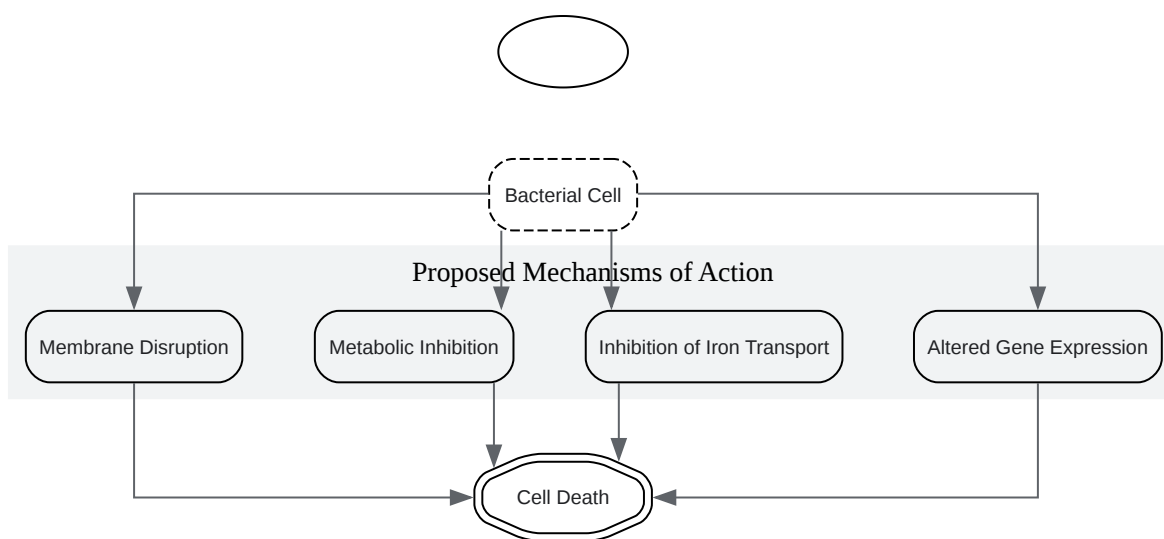 Bacterial Cell
Proposed Mechanisms of Action
Membrane Disruption
Metabolic Inhibition
Inhibition of Iron Transport
Altered Gene Expression
Cell Death